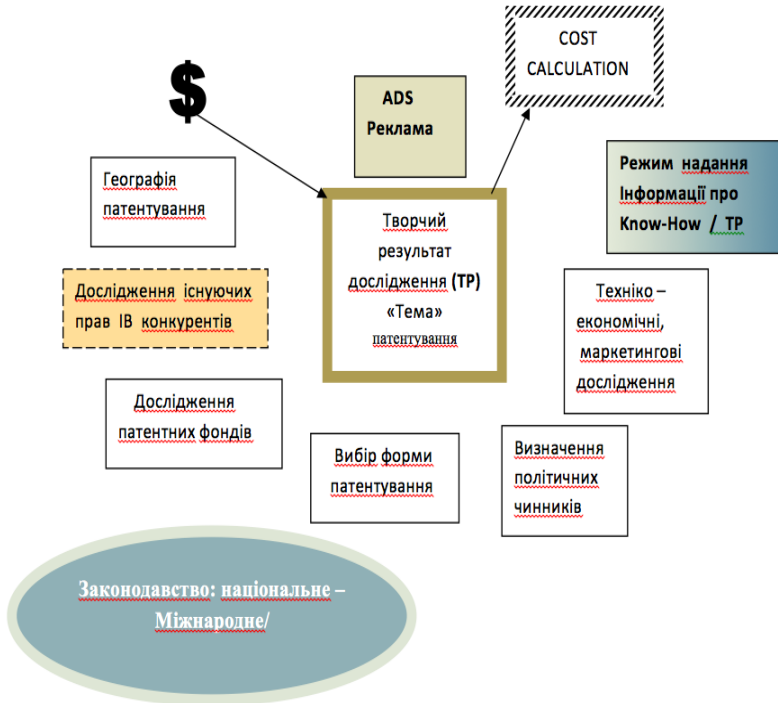 $
COST
CALCULATION
ADS
Реклама
Географія
патентування
Режим надання
Інформації про
Know-How / ТР
Творчий
результат
дослідження (ТР)
«Тема»
патентування
Дослідження існуючих
прав ІВ конкурентів
Техніко –
економічні,
маркетингові
дослідження
Дослідження
патентних фондів
Вибір форми
патентування
Визначення
політичних
чинників
Законодавство: національне –
Міжнародне/